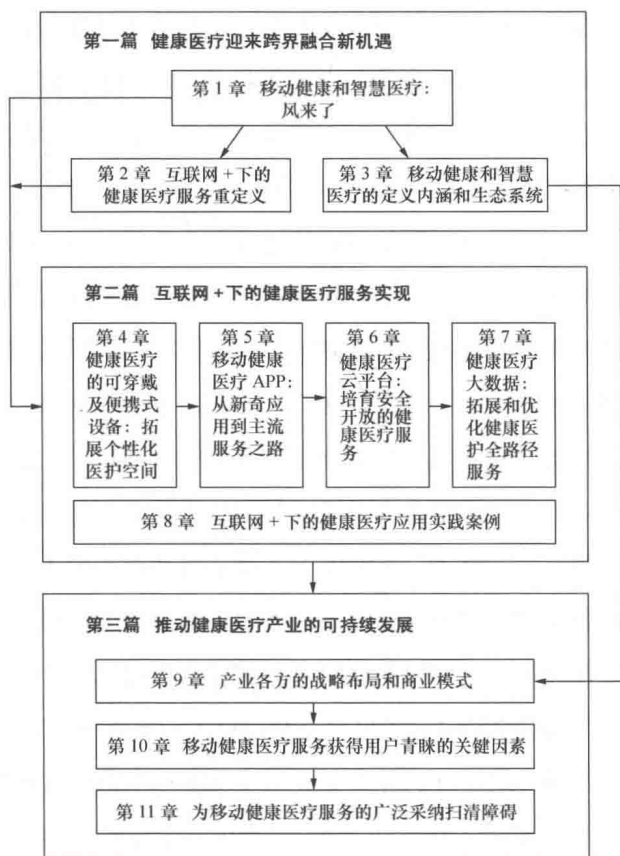 第一篇 健康医疗迎来跨界融合新机遇
第1章 移动健康和智慧医疗：
风来了
第2章 互联网+下的
健康医疗服务重定义
第3章 移动健康和智慧
医疗的定义内涵和生态系统
第二篇 互联网+下的健康医疗服务实现
第4章
健康医疗
的可穿戴
及便携式
设备：拓
展个性化
医护空间
第5章
移动健康
医疗APP：
从新奇应
用到主流
服务之路
第6章
健康医疗
云平台：
培育安全
开放的健
康医疗服
务
第7章
健康医疗
大数据：
拓展和优
化健康医
护全路径
服务
第8章 互联网+下的健康医疗应用实践案例
第三篇 推动健康医疗产业的可持续发展
第9章 产业各方的战略布局和商业模式
第10章 移动健康医疗服务获得用户青睐的关键因素
第11章 为移动健康医疗服务的广泛采纳扫清障碍